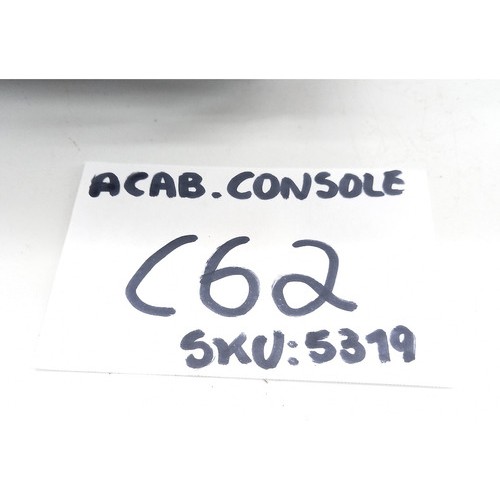 ACAB. CONSOLE
C62
SKU: 5319